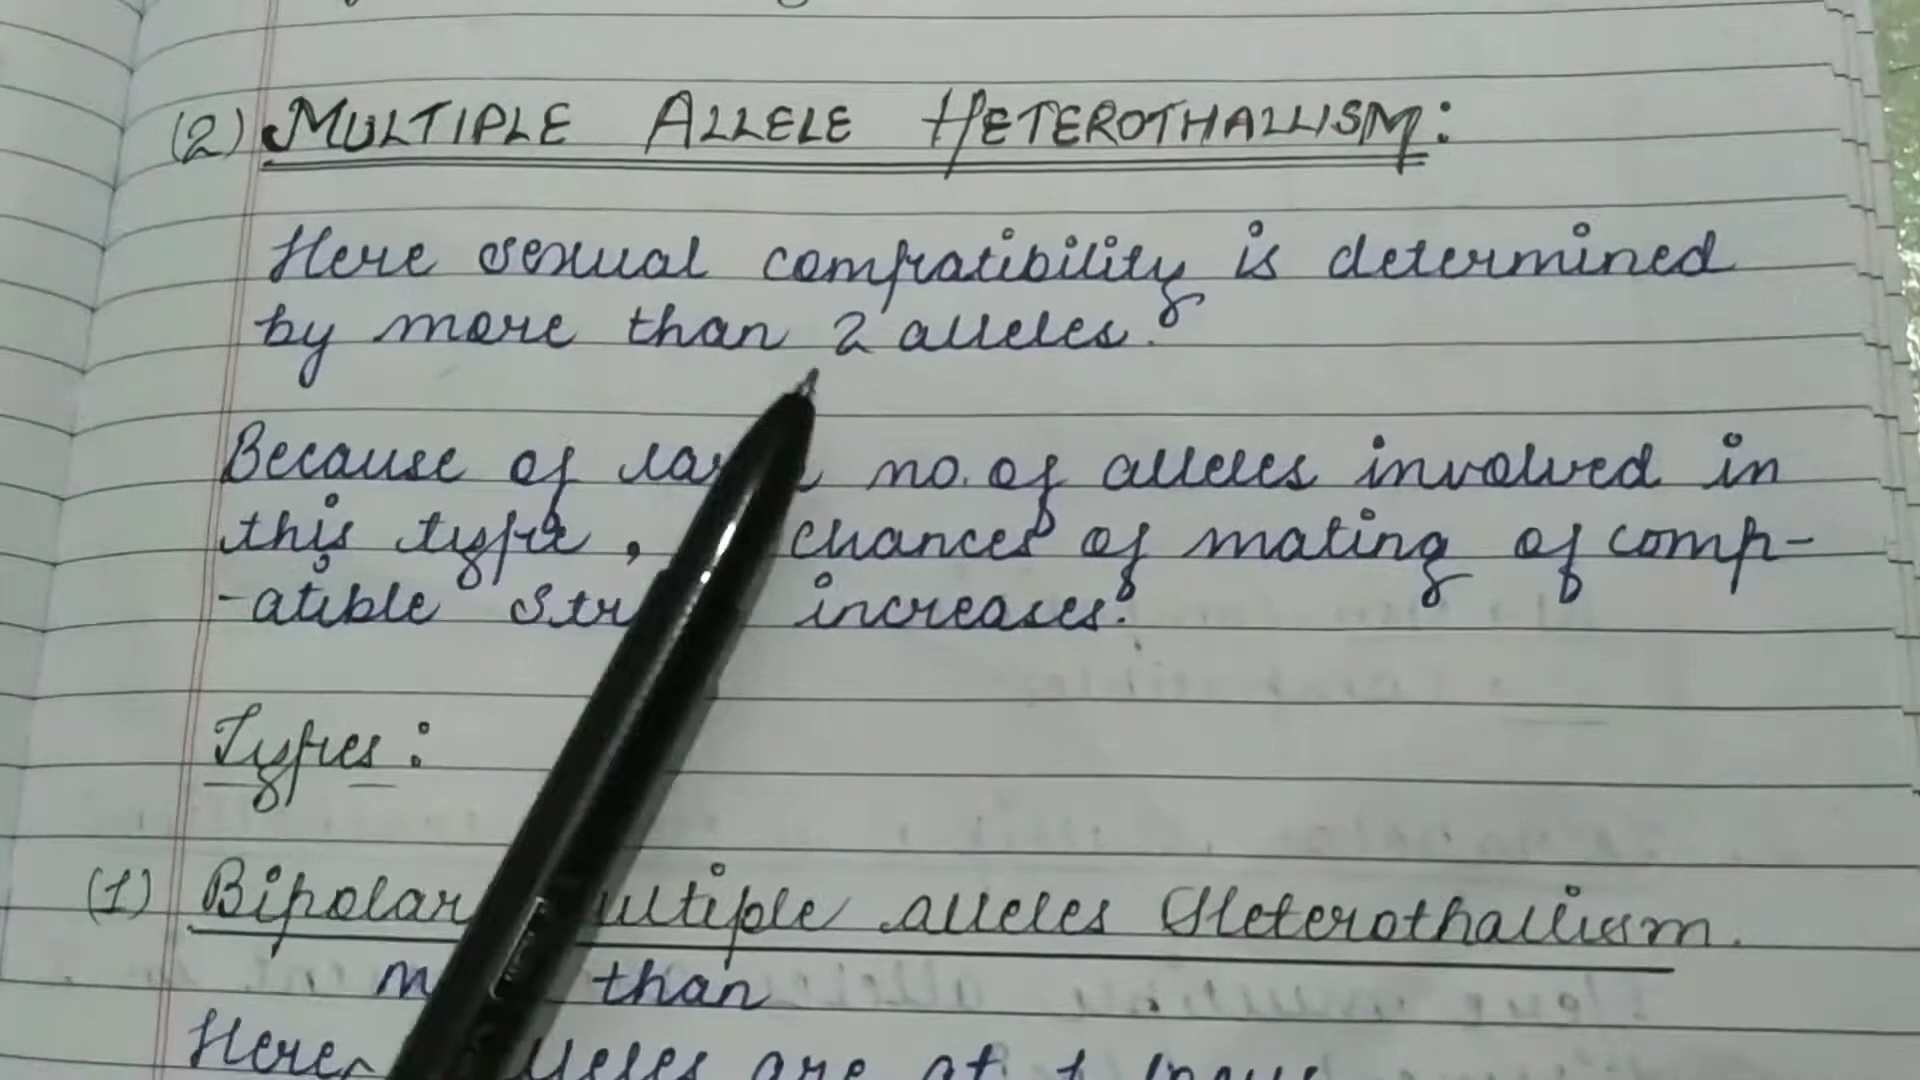 (2) MULTIPLE ALLELE HETEROTHALLISM:
Here sexual compatibility is determined
by more than 2 alleles.
Because of no. of alleles involved in
this type, chances of mating of comp-
-atible increases.
Types:
(1) Bipolar alleles Heterothallism.
than
Here are at 1